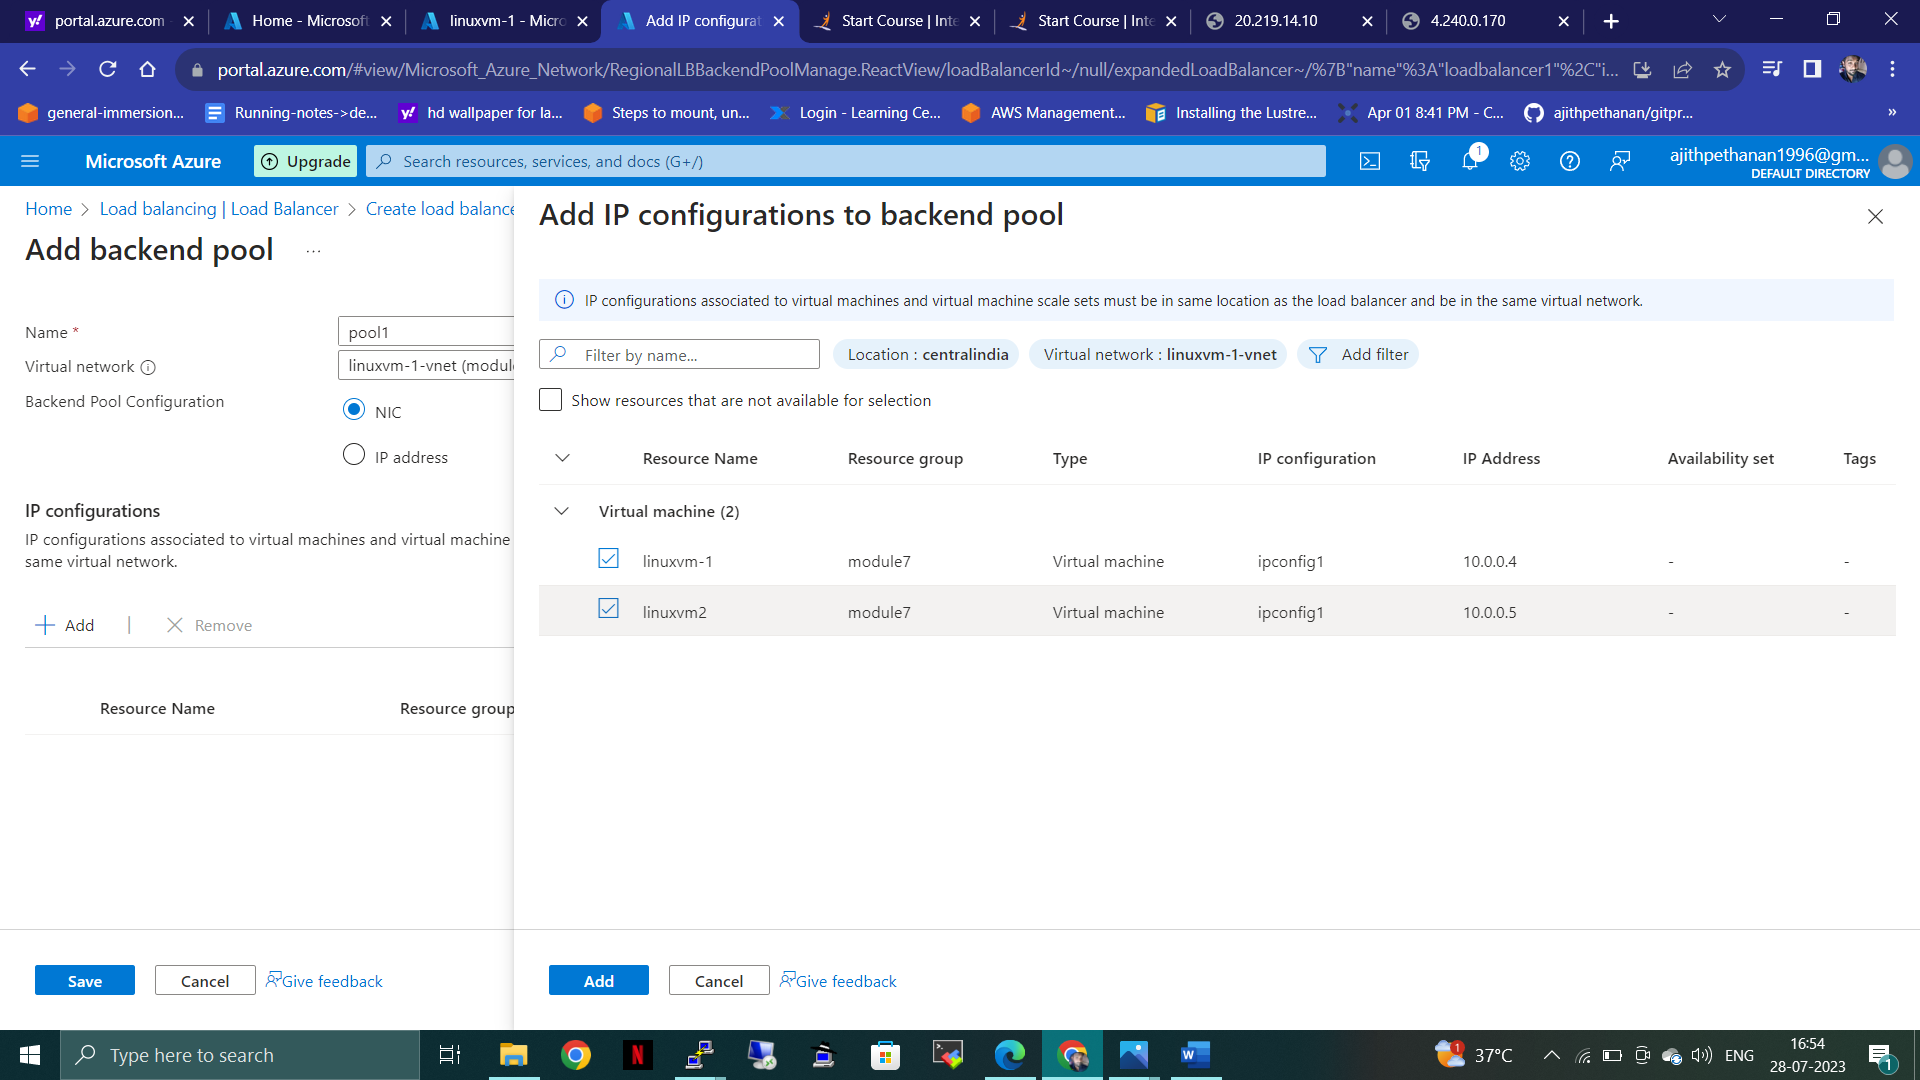 portal.azure.com -
Home - Microsoft
linuxvm-1 - Micro
Add IP configurat
Start Course | Inte
Start Course | Inte
20.219.14.10
4.240.0.170
portal.azure.com/#view/Microsoft_Azure_Network/RegionalLBBackendPoolManage.ReactView/loadBalancerId~/null/expandedLoadBalancer~/%7B"name"%3A"loadbalancer1"%2C"i...
general-immersion...
Running-notes->de...
hd wallpaper for la...
Steps to mount, un...
Login - Learning Ce...
AWS Management...
Installing the Lustre...
Apr 01 8:41 PM - C...
ajithpethanan/gitpr...
»
Microsoft Azure
Upgrade
Search resources, services, and docs (G+/)
1
ajithpethanan1996@gm...
DEFAULT DIRECTORY
Home > Load balancing | Load Balancer > Create load balance
Add backend pool ...
Name *
pool1
Virtual network
linuxvm-1-vnet (modul
Backend Pool Configuration
NIC
IP address
IP configurations
IP configurations associated to virtual machines and virtual machine
same virtual network.
Add | Remove
Resource Name Resource group
Save Cancel Give feedback
Add IP configurations to backend pool
IP configurations associated to virtual machines and virtual machine scale sets must be in same location as the load balancer and be in the same virtual network.
Filter by name...
Location : centralindia
Virtual network : linuxvm-1-vnet
Add filter
Show resources that are not available for selection
Resource Name Resource group Type IP configuration IP Address Availability set Tags
Virtual machine (2)
linuxvm-1 module7 Virtual machine ipconfig1 10.0.0.4 - -
linuxvm2 module7 Virtual machine ipconfig1 10.0.0.5 - -
Add Cancel Give feedback
Type here to search
1
37°C
ENG
16:54
28-07-2023
1